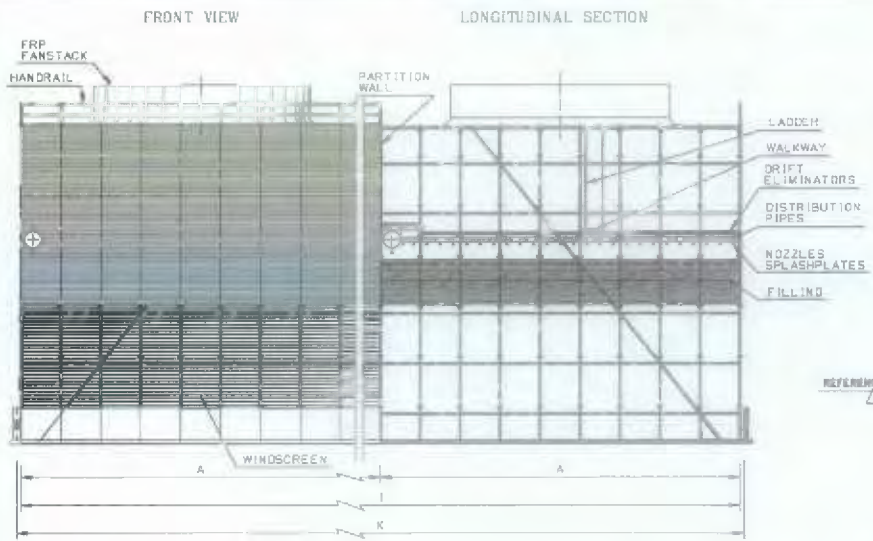 FRONT VIEW
LONGITUDINAL SECTION
FRP
FANSTACK
HANDRAIL
PARTITION
WALL
LADDER
WALKWAY
DRIFT
ELIMINATORS
DISTRIBUTION
PIPES
NOZZLES
SPLASHPLATES
FILLING
WINDSCREEN
A
A
I
K